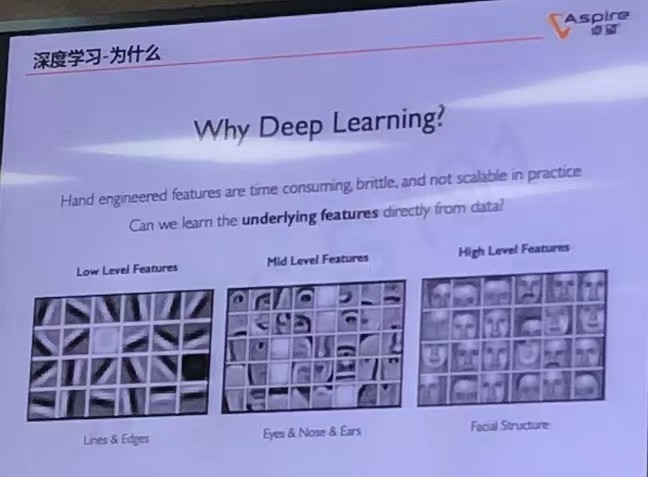 深度学习-为什么
Aspire
卓望
Why Deep Learning?
Hand engineered features are time consuming, brittle, and not scalable in practice
Can we learn the underlying features directly from data?
Low Level Features
Mid Level Features
High Level Features
Lines & Edges
Eyes & Nose & Ears
Facial Structure